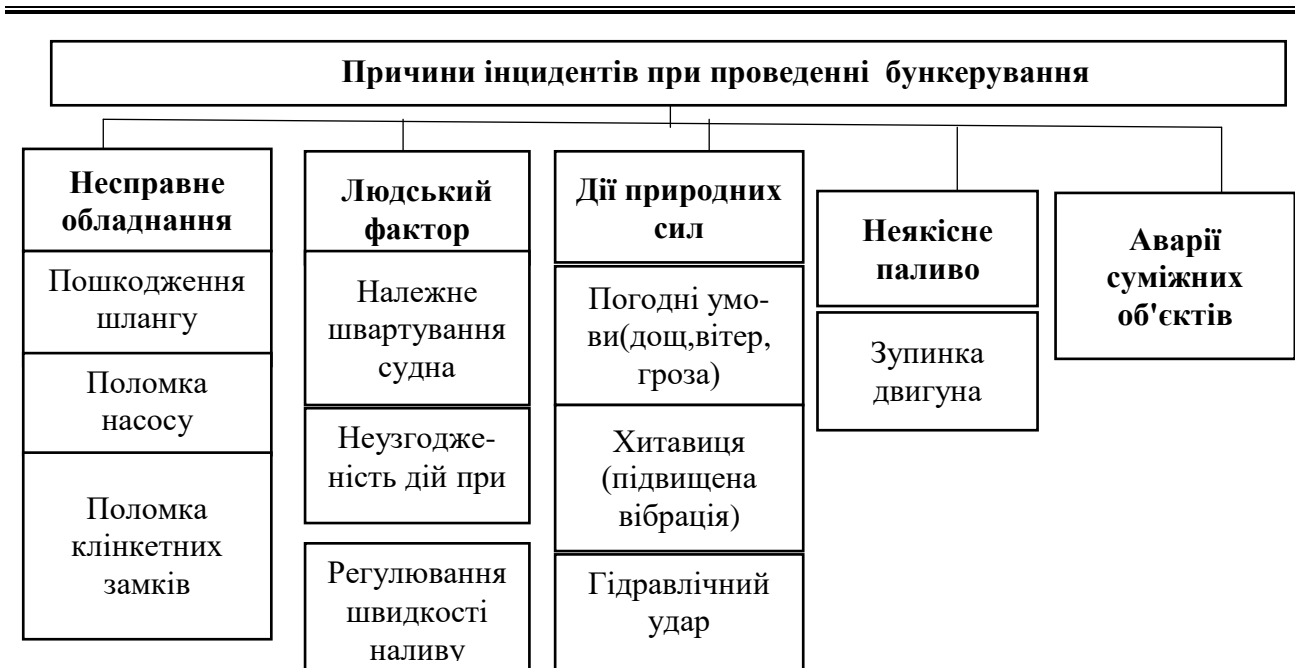 Причини інцидентів при проведенні бункерування
Несправне
обладнання
Пошкодження
шлангу
Поломка
насосу
Поломка
клінкетних
замків
Людський
фактор
Належне
швартування
судна
Неузгодже-
ність дій при
Регулювання
швидкості
наливу
Дії природних
сил
Погодні умо-
ви(дощ,вітер,
гроза)
Хитавиця
(підвищена
вібрація)
Гідравлічний
удар
Неякісне
паливо
Зупинка
двигуна
Аварії
суміжних
об'єктів